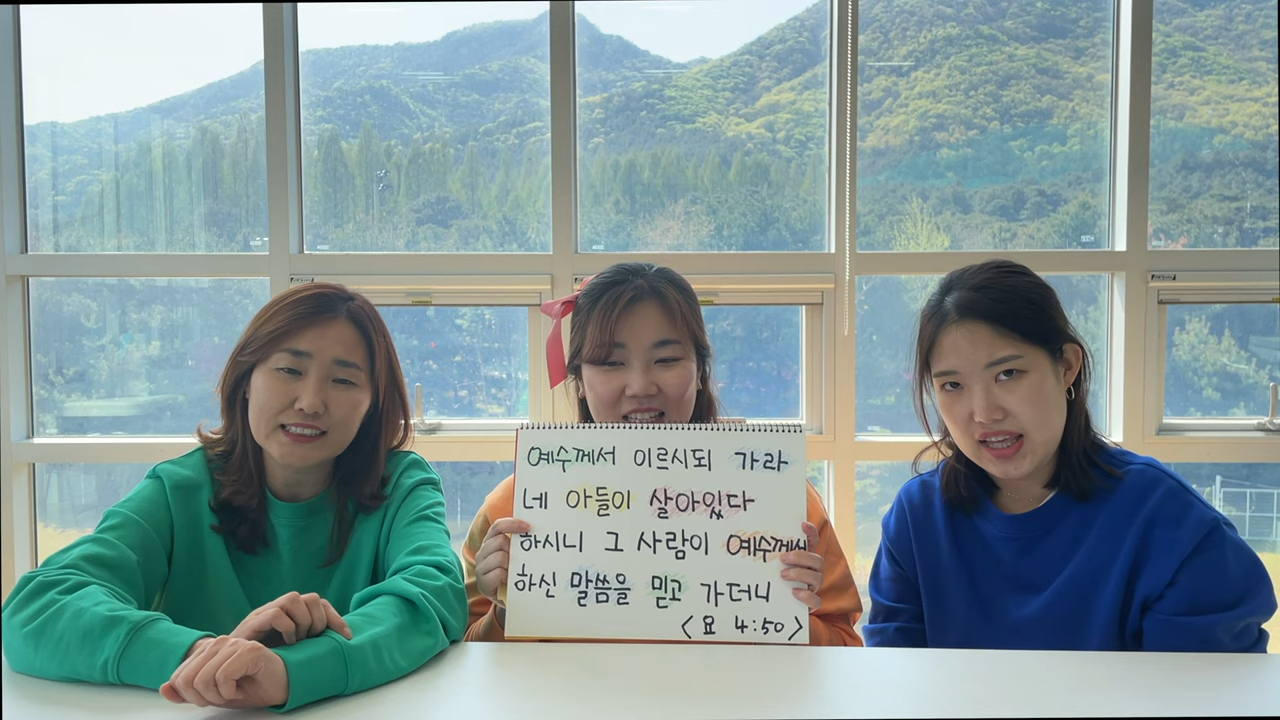 예수께서 이르시되 가라
네 아들이 살아있다
하시니 그 사람이 예수께서
하신 말씀을 믿고 가더니
<요 4:50>